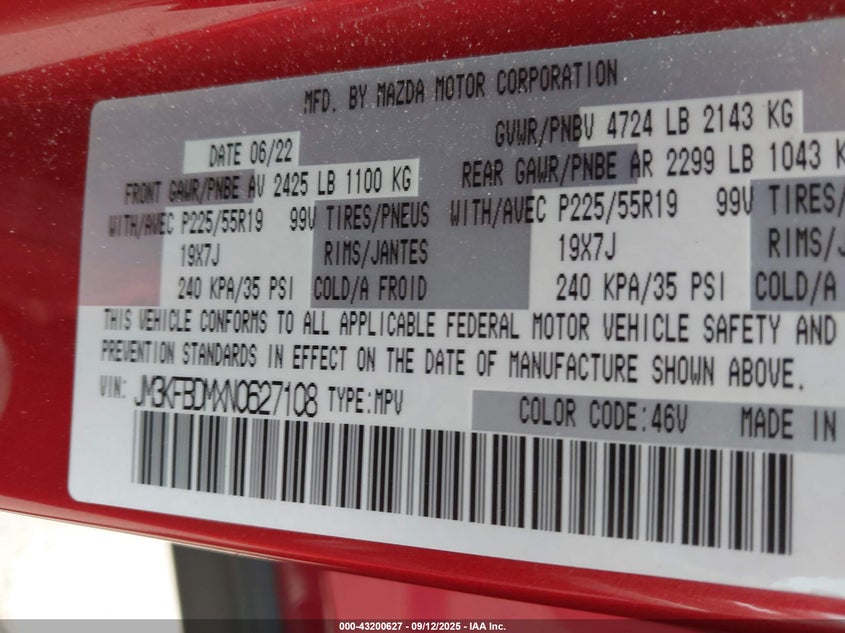 MFD. BY MAZDA MOTOR CORPORATION
DATE 06/22 GVWR/PNBV 4724 LB 2143 KG
FRONT GAWR/PNBE AV 2425 LB 1100 KG REAR GAWR/PNBE AR 2299 LB 1043 K
WITH/AVEC P225/55R19 99V TIRES/PNEUS WITH/AVEC P225/55R19 99V TIRES/
19X7J RIMS/JANTES 19X7J RIMS/J
240 KPA/35 PSI COLD/A FROID 240 KPA/35 PSI COLD/A
THIS VEHICLE CONFORMS TO ALL APPLICABLE FEDERAL MOTOR VEHICLE SAFETY AND
PREVENTION STANDARDS IN EFFECT ON THE DATE OF MANUFACTURE SHOWN ABOVE.
VIN: JM3KFBDMXN0627108 TYPE:MPV COLOR CODE:46V MADE IN
000-43200627 - 09/12/2025 - IAA Inc.